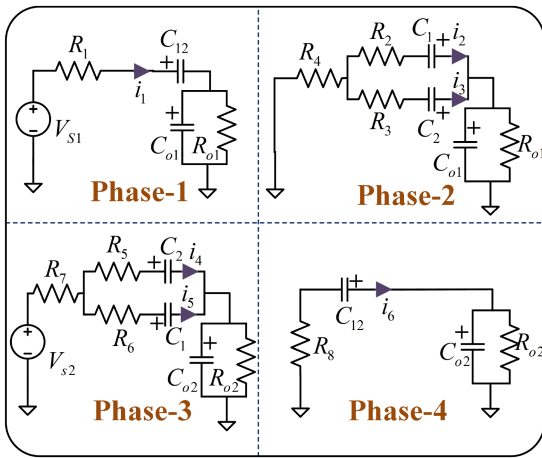 R1
C12
+
i1
+
VS1
Co1
Ro1
Phase-1
R4
R2
C1
+
i2
i3
R3
C2
+
+
Co1
Ro1
Phase-2
R7
R5
C2
+
i4
i5
R6
C1
+
+
Vs2
Co2
Ro2
Phase-3
+
C12
i6
R8
+
Co2
Ro2
Phase-4